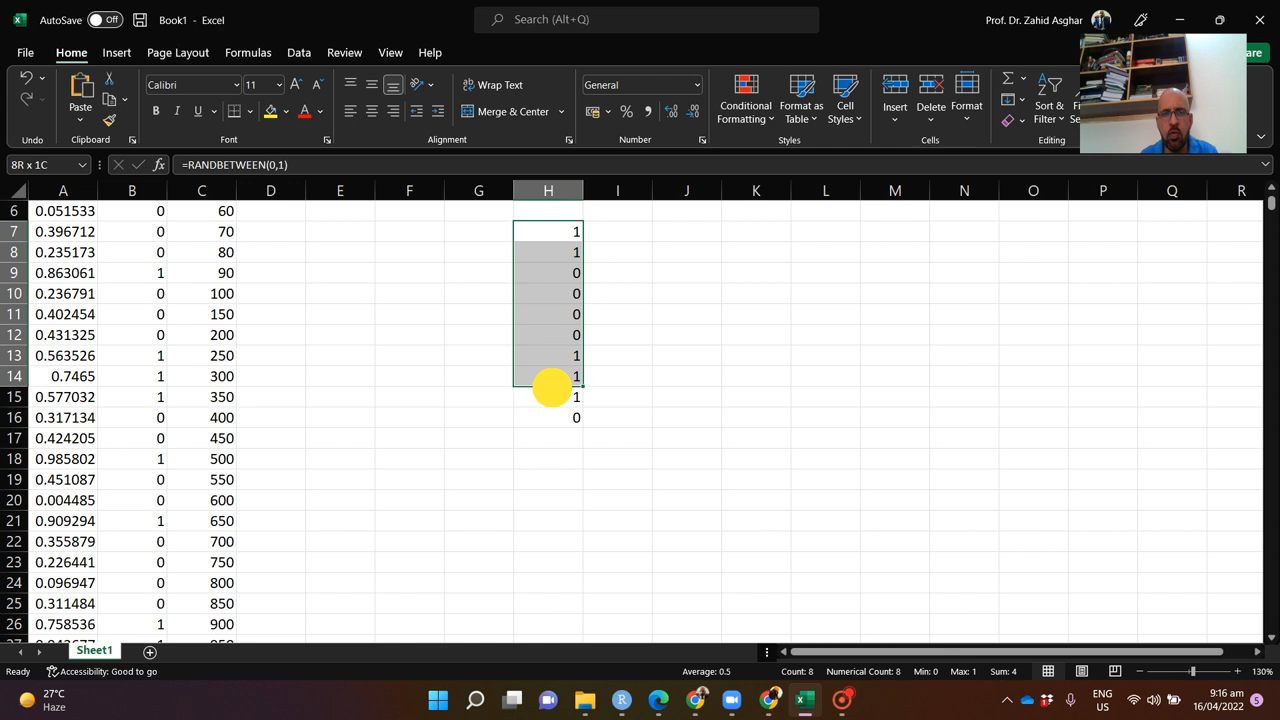 AutoSave Off Book1 - Excel Search (Alt+Q) Prof. Dr. Zahid Asghar
File Home Insert Page Layout Formulas Data Review View Help
Paste Calibri 11 Wrap Text General Conditional Formatting Format as Table Cell Styles Insert Delete Format Sort & Filter
Merge & Center
Undo Clipboard Font Alignment Number Styles Cells Editing
8R x 1C fx =RANDBETWEEN(0,1)
A B C D E F G H I J K L M N O P Q R
6 0.051533 0 60
7 0.396712 0 70 1
8 0.235173 0 80 1
9 0.863061 1 90 0
10 0.236791 0 100 0
11 0.402454 0 150 0
12 0.431325 0 200 0
13 0.563526 1 250 1
14 0.7465 1 300 1
15 0.577032 1 350 1
16 0.317134 0 400 0
17 0.424205 0 450
18 0.985802 1 500
19 0.451087 0 550
20 0.004485 0 600
21 0.909294 1 650
22 0.355879 0 700
23 0.226441 0 750
24 0.096947 0 800
25 0.311484 0 850
26 0.758536 1 900
Sheet1
Ready Accessibility: Good to go Average: 0.5 Count: 8 Numerical Count: 8 Min: 0 Max: 1 Sum: 4 130%
27°C ENG 9:16 am
Haze US 16/04/2022 5